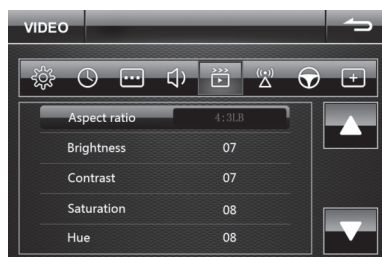 VIDEO
Aspect ratio 4:3LB
Brightness 07
Contrast 07
Saturation 08
Hue 08